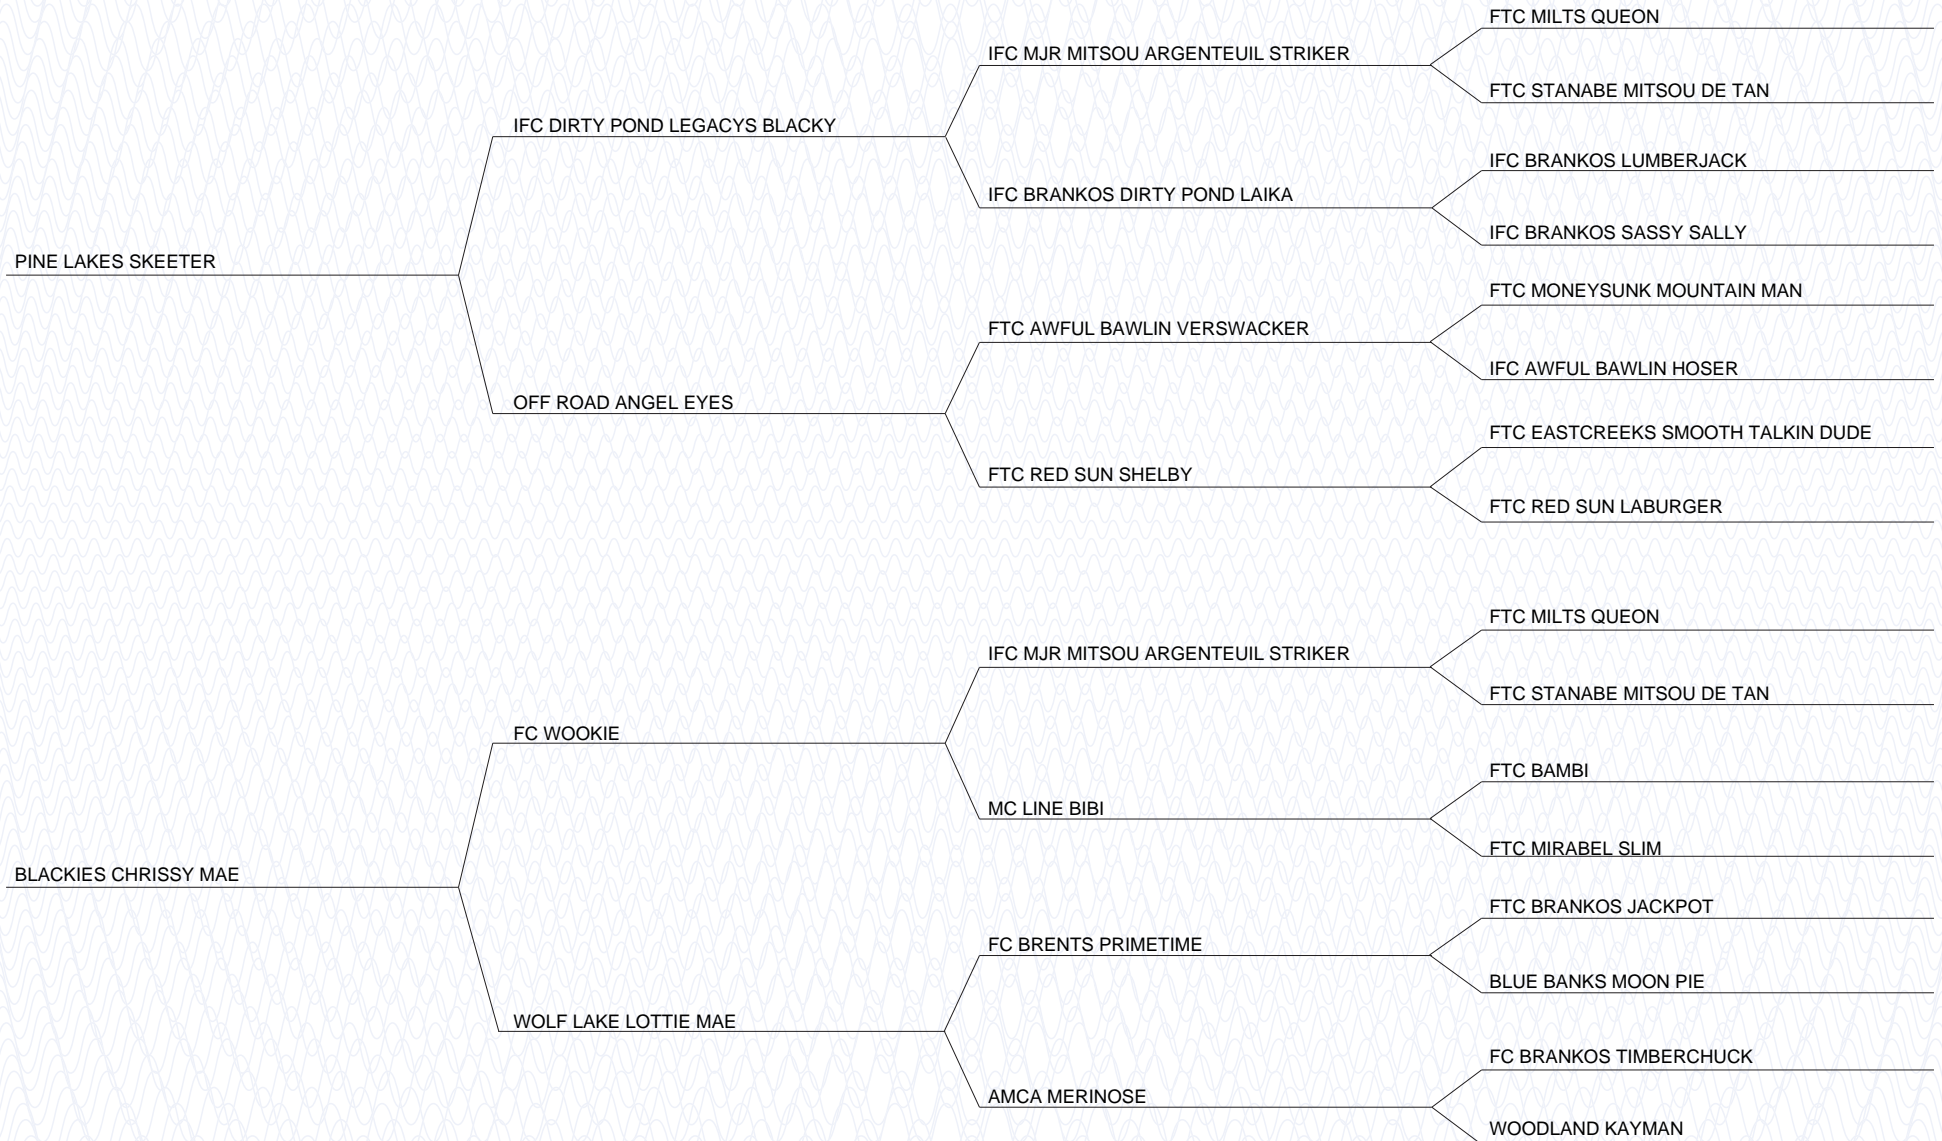 FTC MILTS QUEON
IFC MJR MITSOU ARGENTEUIL STRIKER
FTC STANABE MITSOU DE TAN
IFC DIRTY POND LEGACYS BLACKY
IFC BRANKOS LUMBERJACK
IFC BRANKOS DIRTY POND LAIKA
IFC BRANKOS SASSY SALLY
PINE LAKES SKEETER
FTC MONEYSUNK MOUNTAIN MAN
FTC AWFUL BAWLIN VERSWACKER
IFC AWFUL BAWLIN HOSER
OFF ROAD ANGEL EYES
FTC EASTCREEKS SMOOTH TALKIN DUDE
FTC RED SUN SHELBY
FTC RED SUN LABURGER
FTC MILTS QUEON
IFC MJR MITSOU ARGENTEUIL STRIKER
FTC STANABE MITSOU DE TAN
FC WOOKIE
FTC BAMBI
MC LINE BIBI
FTC MIRABEL SLIM
BLACKIES CHRISSY MAE
FTC BRANKOS JACKPOT
FC BRENTS PRIMETIME
BLUE BANKS MOON PIE
WOLF LAKE LOTTIE MAE
FC BRANKOS TIMBERCHUCK
AMCA MERINOSE
WOODLAND KAYMAN